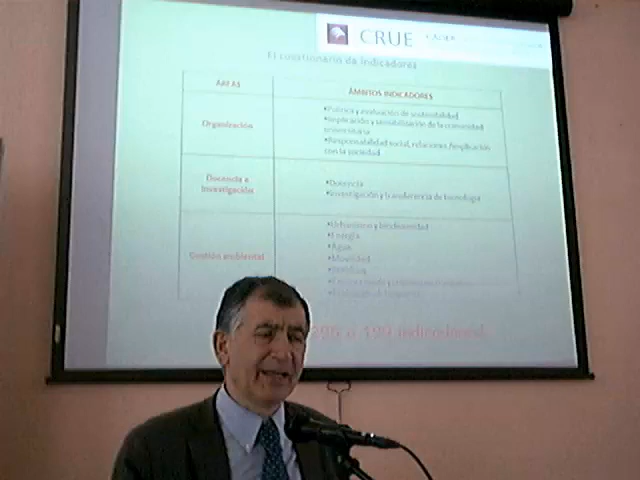 CRUE CADEP
El cuestionario de indicadores
ÁREAS
ÁMBITOS INDICADORES
Organización
•Política y evaluación de sostenibilidad
•Implicación y sensibilización de la comunidad
universitaria
•Responsabilidad social, relaciones /implicación
con la sociedad
Docencia e
Investigación
•Docencia
•Investigación y transferencia de tecnología
Gestión ambiental
•Urbanismo y biodiversidad
•Energía
•Agua
•Movilidad
•Residuos